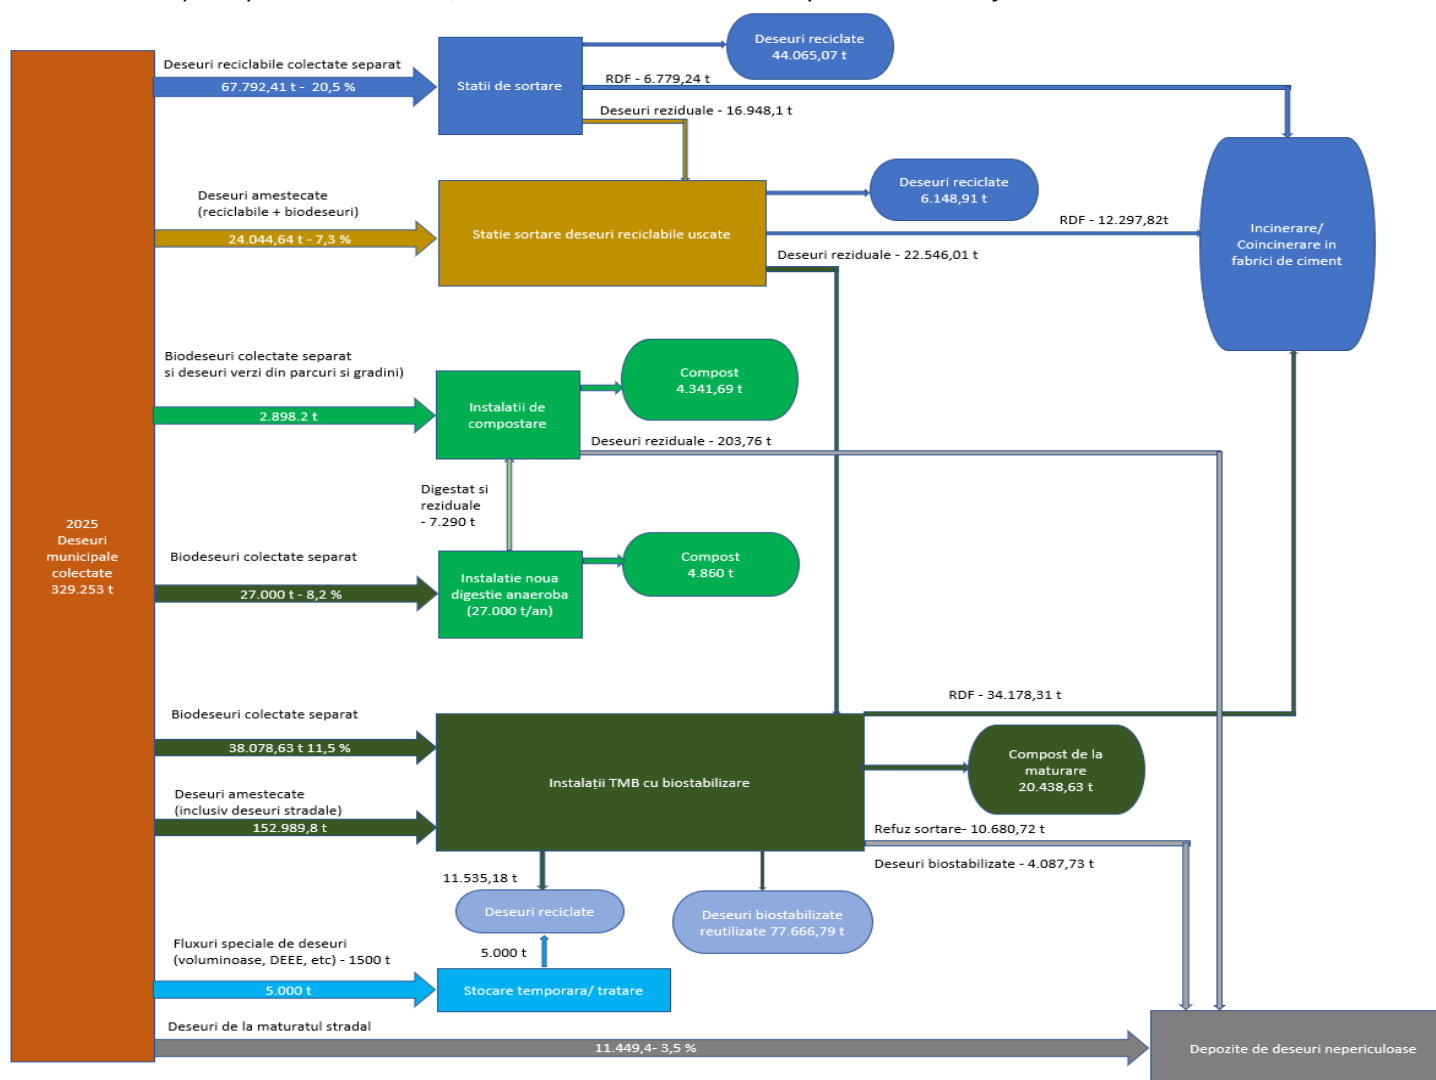 Deseuri reciclate
44.065,07 t
Deseuri reciclabile colectate separat
67.792,41 t - 20,5 %
Statii de sortare
RDF - 6.779,24 t
Deseuri reziduale - 16.948,1 t
Deseuri amestecate
(reciclabile + biodeseuri)
24.044,64 t - 7,3 %
Statie sortare deseuri reciclabile uscate
Deseuri reciclate
6.148,91 t
RDF - 12.297,82t
Incinerare/
Coincinerare in
fabrici de ciment
Deseuri reziduale - 22.546,01 t
Biodeseuri colectate separat
si deseuri verzi din parcuri si gradini)
2.898.2 t
Instalatii de
compostare
Compost
4.341,69 t
Deseuri reziduale - 203,76 t
Digestat si
reziduale
- 7.290 t
2025
Deseuri
municipale
colectate
329.253 t
Biodeseuri colectate separat
27.000 t - 8,2 %
Instalatie noua
digestie anaeroba
(27.000 t/an)
Compost
4.860 t
RDF - 34.178,31 t
Biodeseuri colectate separat
38.078,63 t 11,5 %
Instalații TMB cu biostabilizare
Compost de la
maturare
20.438,63 t
Deseuri amestecate
(inclusiv deseuri stradale)
152.989,8 t
Refuz sortare- 10.680,72 t
Deseuri biostabilizate - 4.087,73 t
11.535,18 t
Deseuri reciclate
Deseuri biostabilizate
reutilizate 77.666,79 t
Fluxuri speciale de deseuri
(voluminoase, DEEE, etc) - 1500 t
5.000 t
5.000 t
Stocare temporara/ tratare
Deseuri de la maturatul stradal
11.449,4- 3,5 %
Depozite de deseuri nepericuloase